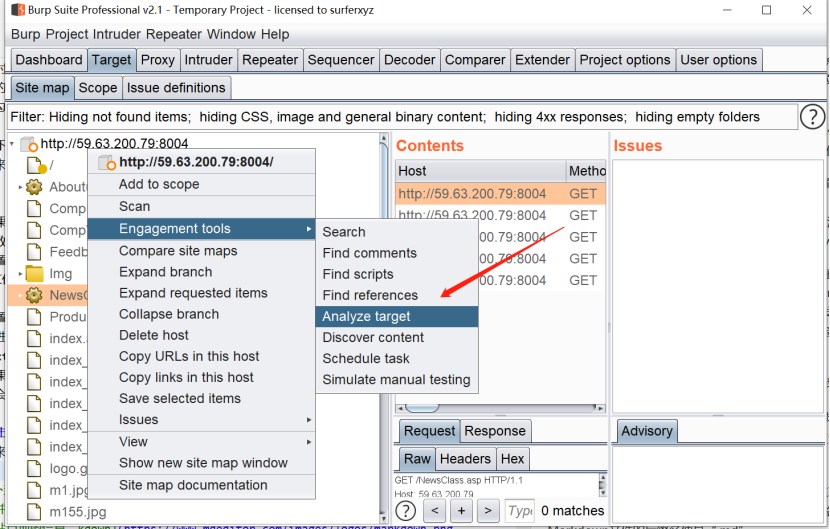 Burp Suite Professional v2.1 - Temporary Project - licensed to surferxyz
Burp Project Intruder Repeater Window Help
Dashboard Target Proxy Intruder Repeater Sequencer Decoder Comparer Extender Project options User options
Site map Scope Issue definitions
Filter: Hiding not found items; hiding CSS, image and general binary content; hiding 4xx responses; hiding empty folders
http://59.63.200.79:8004
/
Aboutu
Comp
Comp
Feedb
Img
NewsC
Produ
index.
index_
index_
index_
index_
index_
logo.g
m1.jpg
m155.jpg
http://59.63.200.79:8004/
Add to scope
Scan
Engagement tools
Compare site maps
Expand branch
Expand requested items
Collapse branch
Delete host
Copy URLs in this host
Copy links in this host
Save selected items
Issues
View
Show new site map window
Site map documentation
Search
Find comments
Find scripts
Find references
Analyze target
Discover content
Schedule task
Simulate manual testing
Contents
Host Metho
http://59.63.200.79:8004 GET
http://59.63.200.79:8004 GET
00.79:8004 GET
00.79:8004 GET
00.79:8004 GET
Request Response
Raw Headers Hex
GET /NewsClass.asp HTTP/1.1
Host: 59.63.200.79
? < + > Type 0 matches
Issues
Advisory